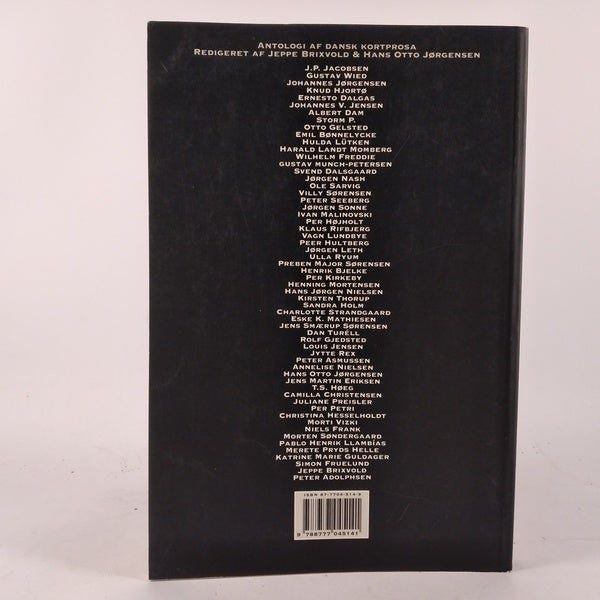 ANTOLOGI AF DANSK KORTPROSA
REDIGERET AF JEPPE BRIXVOLD & HANS OTTO JØRGENSEN
J.P. JACOBSEN
GUSTAV WIED
JOHANNES JØRGENSEN
KNUD HJORTØ
ERNESTO DALGAS
JOHANNES V. JENSEN
ALBERT DAM
STORM P.
OTTO GELSTED
EMIL BØNNELYCKE
HULDA LÜTKEN
HARALD LANDT MOMBERG
WILHELM FREDDIE
GUSTAV MUNCH-PETERSEN
SVEND DALSGAARD
JØRGEN NASH
OLE SARVIG
VILLY SØRENSEN
PETER SEEBERG
JØRGEN SONNE
IVAN MALINOVSKI
PER HØJHOLT
KLAUS RIFBJERG
VAGN LUNDBYE
PEER HULTBERG
JØRGEN LETH
ULLA RYUM
PREBEN MAJOR SØRENSEN
HENRIK BJELKE
PER KIRKEBY
HENNING MORTENSEN
HANS JØRGEN NIELSEN
KIRSTEN THORUP
SANDRA HOLM
CHARLOTTE STRANDGAARD
ESKE K. MATHIESEN
JENS SMÆRUP SØRENSEN
DAN TURÉLL
ROLF GJEDSTED
LOUIS JENSEN
JYTTE REX
PETER ASMUSSEN
ANNELISE NIELSEN
HANS OTTO JØRGENSEN
JENS MARTIN ERIKSEN
T.S. HØEG
CAMILLA CHRISTENSEN
JULIANE PREISLER
PER PETRI
CHRISTINA HESSELHOLDT
MORTI VIZKI
NIELS FRANK
MORTEN SØNDERGAARD
PABLO HENRIK LLAMBÍAS
MERETE PRYDS HELLE
KATRINE MARIE GULDAGER
SIMON FRUELUND
JEPPE BRIXVOLD
PETER ADOLPHSEN
ISBN 87-7704-514-9
9 788777 045141